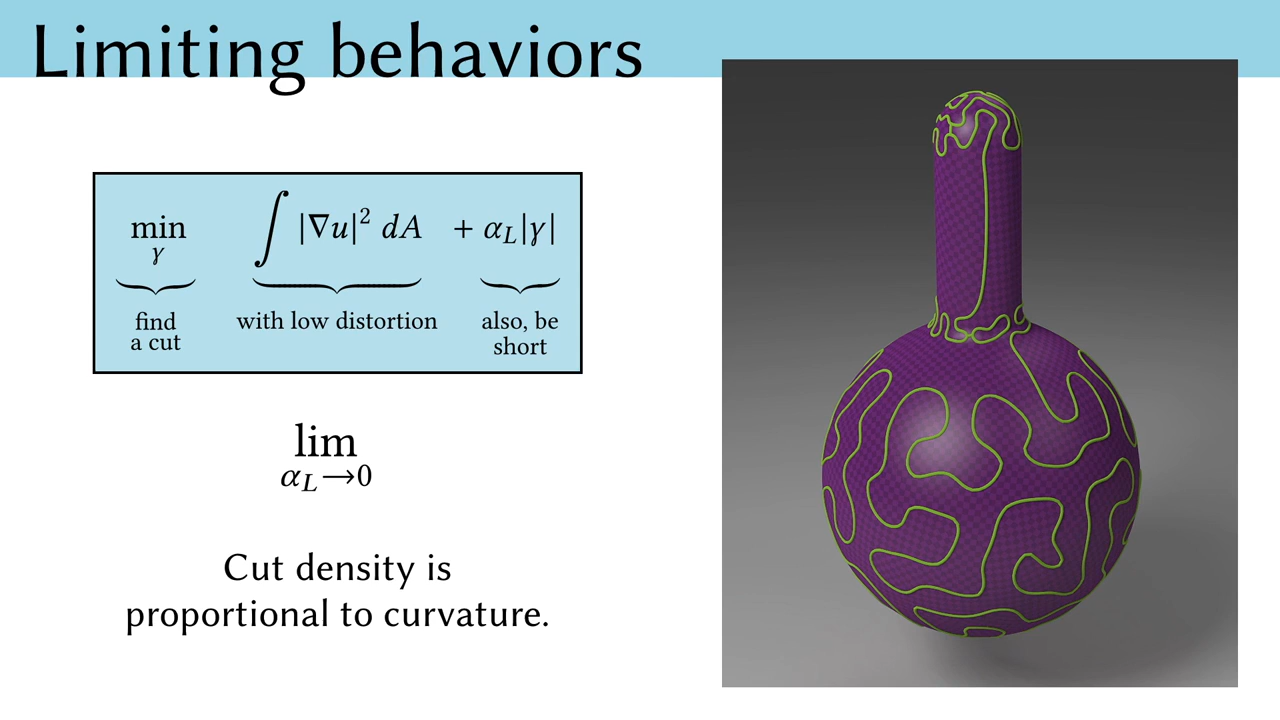 Limiting behaviors
min ∫ |∇u|² dA + α_L|γ|
γ
find with low distortion also, be
a cut short
lim
α_L→0
Cut density is
proportional to curvature.